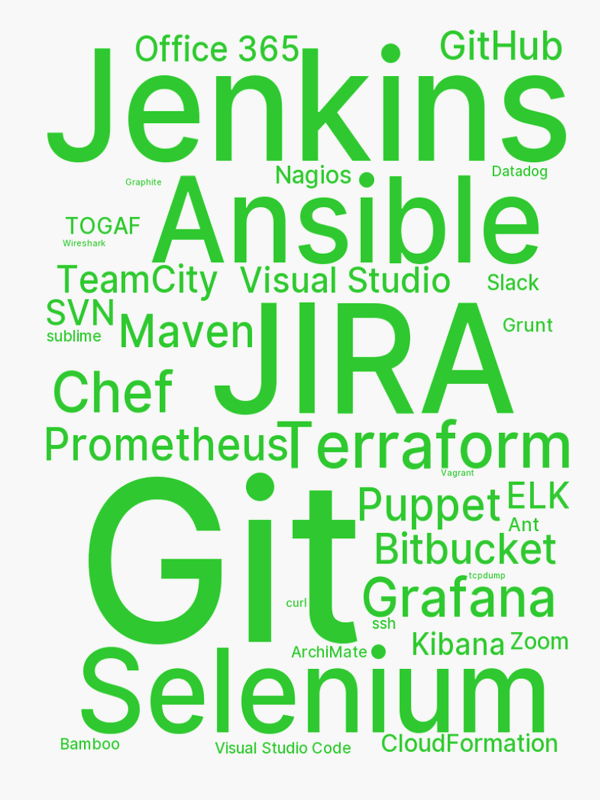 Office 365
GitHub
Jenkins
Nagios
Datadog
Graphite
Ansible
TOGAF
Wireshark
TeamCity
Visual Studio
Slack
SVN
Maven
JIRA
Grunt
sublime
Chef
Prometheus
Terraform
Vagrant
Git
Puppet
ELK
Ant
Bitbucket
tcpdump
Grafana
curl
ssh
Kibana
Zoom
ArchiMate
Selenium
Bamboo
Visual Studio Code
CloudFormation